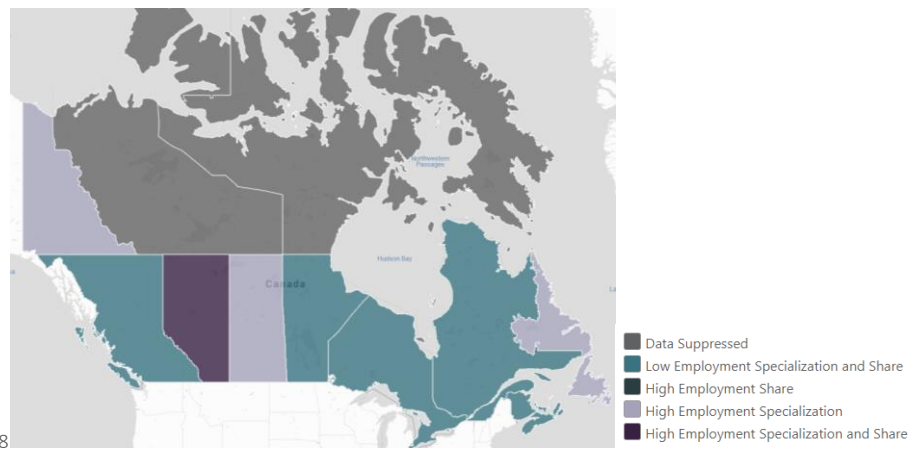 Northwestern
Passages
Hudson Bay
Canada
La
Data Suppressed
Low Employment Specialization and Share
High Employment Share
High Employment Specialization
High Employment Specialization and Share
8